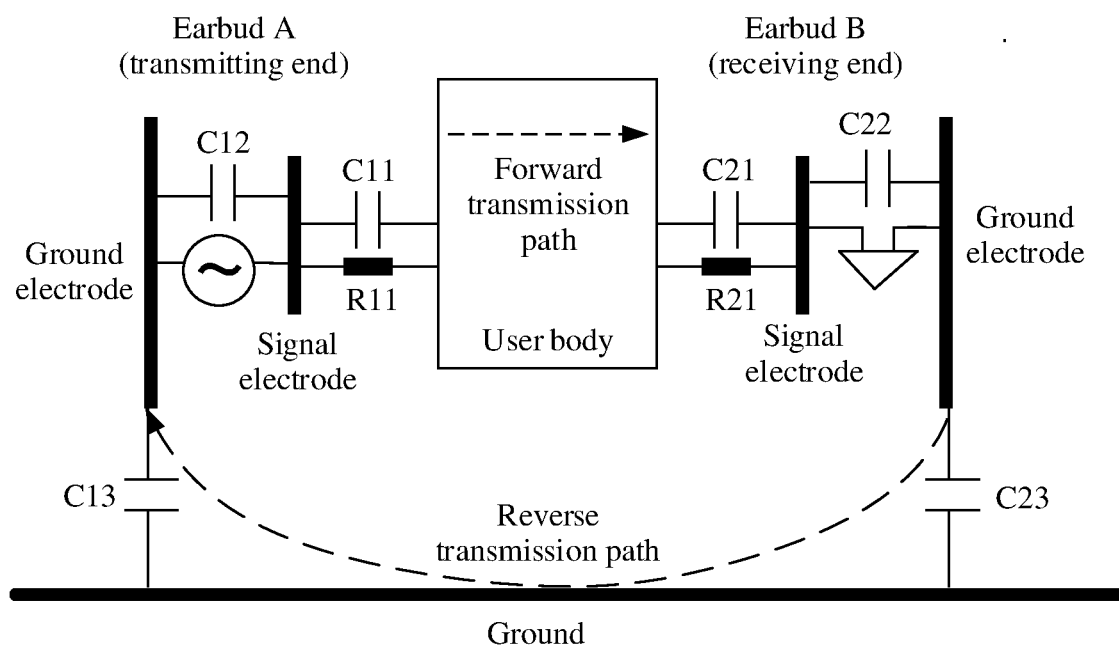 Earbud A
(transmitting end)
Earbud B
(receiving end)
C12
C22
C11
C21
Forward
transmission
path
Ground
electrode
Ground
electrode
R11
R21
Signal
electrode
User body
Signal
electrode
C13
C23
Reverse
transmission path
Ground